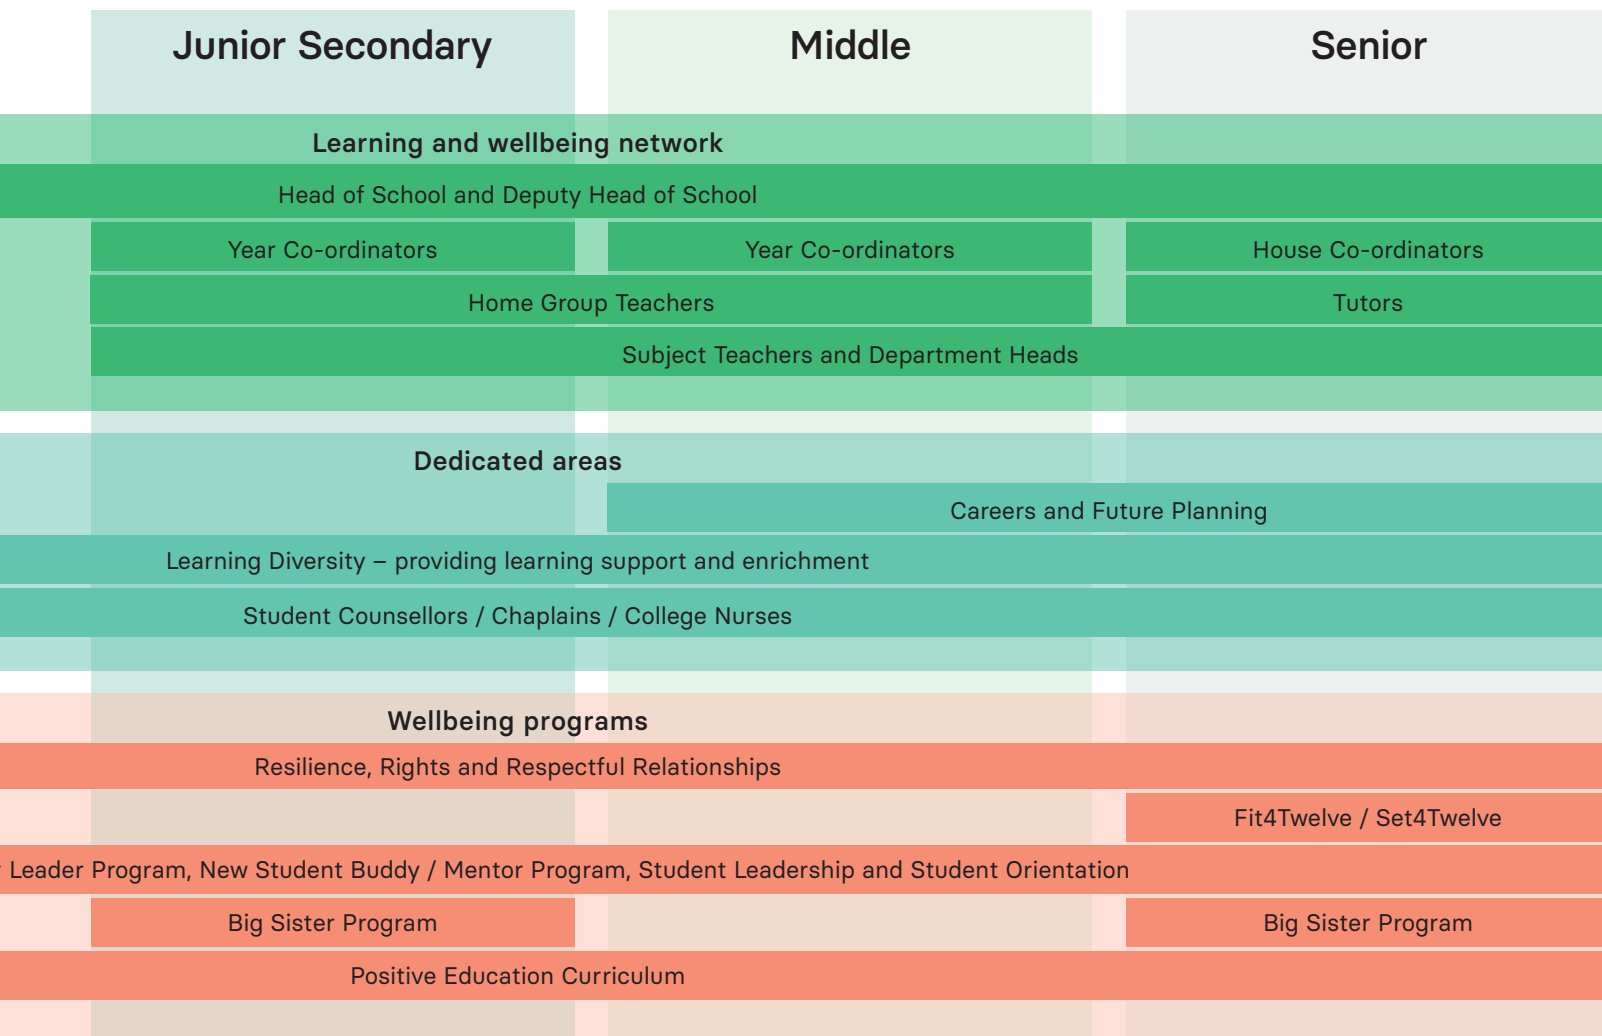 Junior Secondary Middle Senior
Learning and wellbeing network
Head of School and Deputy Head of School
Year Co-ordinators Year Co-ordinators House Co-ordinators
Home Group Teachers Tutors
Subject Teachers and Department Heads
Dedicated areas
Careers and Future Planning
Learning Diversity – providing learning support and enrichment
Student Counsellors / Chaplains / College Nurses
Wellbeing programs
Resilience, Rights and Respectful Relationships
Fit4Twelve / Set4Twelve
Leader Program, New Student Buddy / Mentor Program, Student Leadership and Student Orientation
Big Sister Program Big Sister Program
Positive Education Curriculum